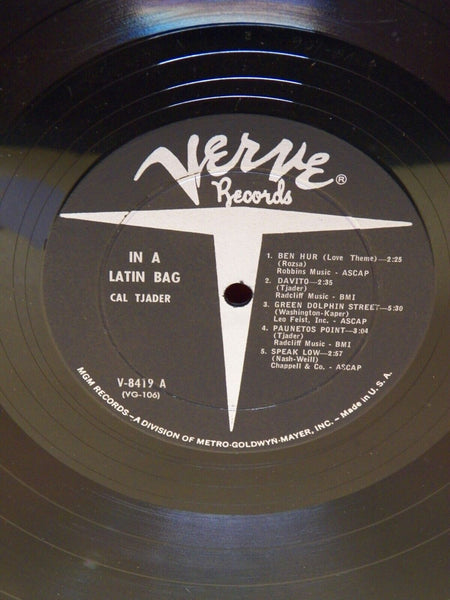 VERVE ®
Records
IN A
LATIN BAG
CAL TJADER
V-8419 A
(VG-106)
1. BEN HUR (Love Theme)—2:25
(Rozsa)
Robbins Music - ASCAP
2. DAVITO—2:35
(Tjader)
Radcliff Music - BMI
3. GREEN DOLPHIN STREET—5:30
(Washington-Kaper)
Leo Feist, Inc. - ASCAP
4. PAUNETOS POINT—3:04
(Tjader)
Radcliff Music - BMI
5. SPEAK LOW—2:57
(Nash-Weill)
Chappell & Co. - ASCAP
MGM RECORDS—A DIVISION OF METRO-GOLDWYN-MAYER, INC.—Made in U.S.A.